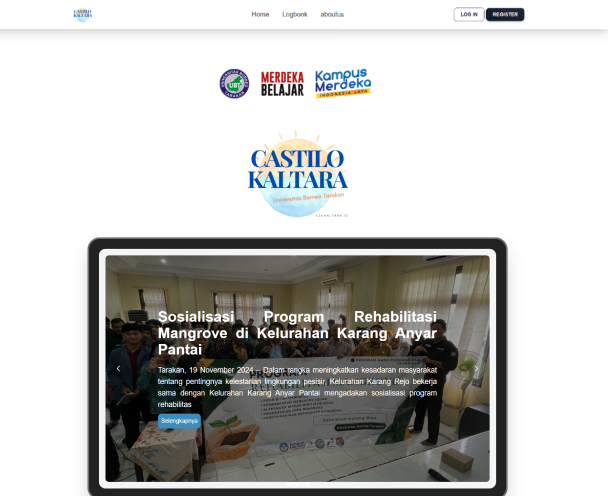 CASTILO
KALTARA
Home Logbook aboutus
LOG IN REGISTER
UBT
MERDEKA
BELAJAR
Kampus
Merdeka
INDONESIA JAYA
CASTILO
KALTARA
Universitas Borneo Tarakan
Sosialisasi Program Rehabilitasi
Mangrove di Kelurahan Karang Anyar
Pantai
Tarakan, 19 November 2024 – Dalam rangka meningkatkan kesadaran masyarakat
tentang pentingnya kelestarian lingkungan pesisir, Kelurahan Karang Rejo bekerja
sama dengan Kelurahan Karang Anyar Pantai mengadakan sosialisasi program
rehabilitas
Selengkapnya